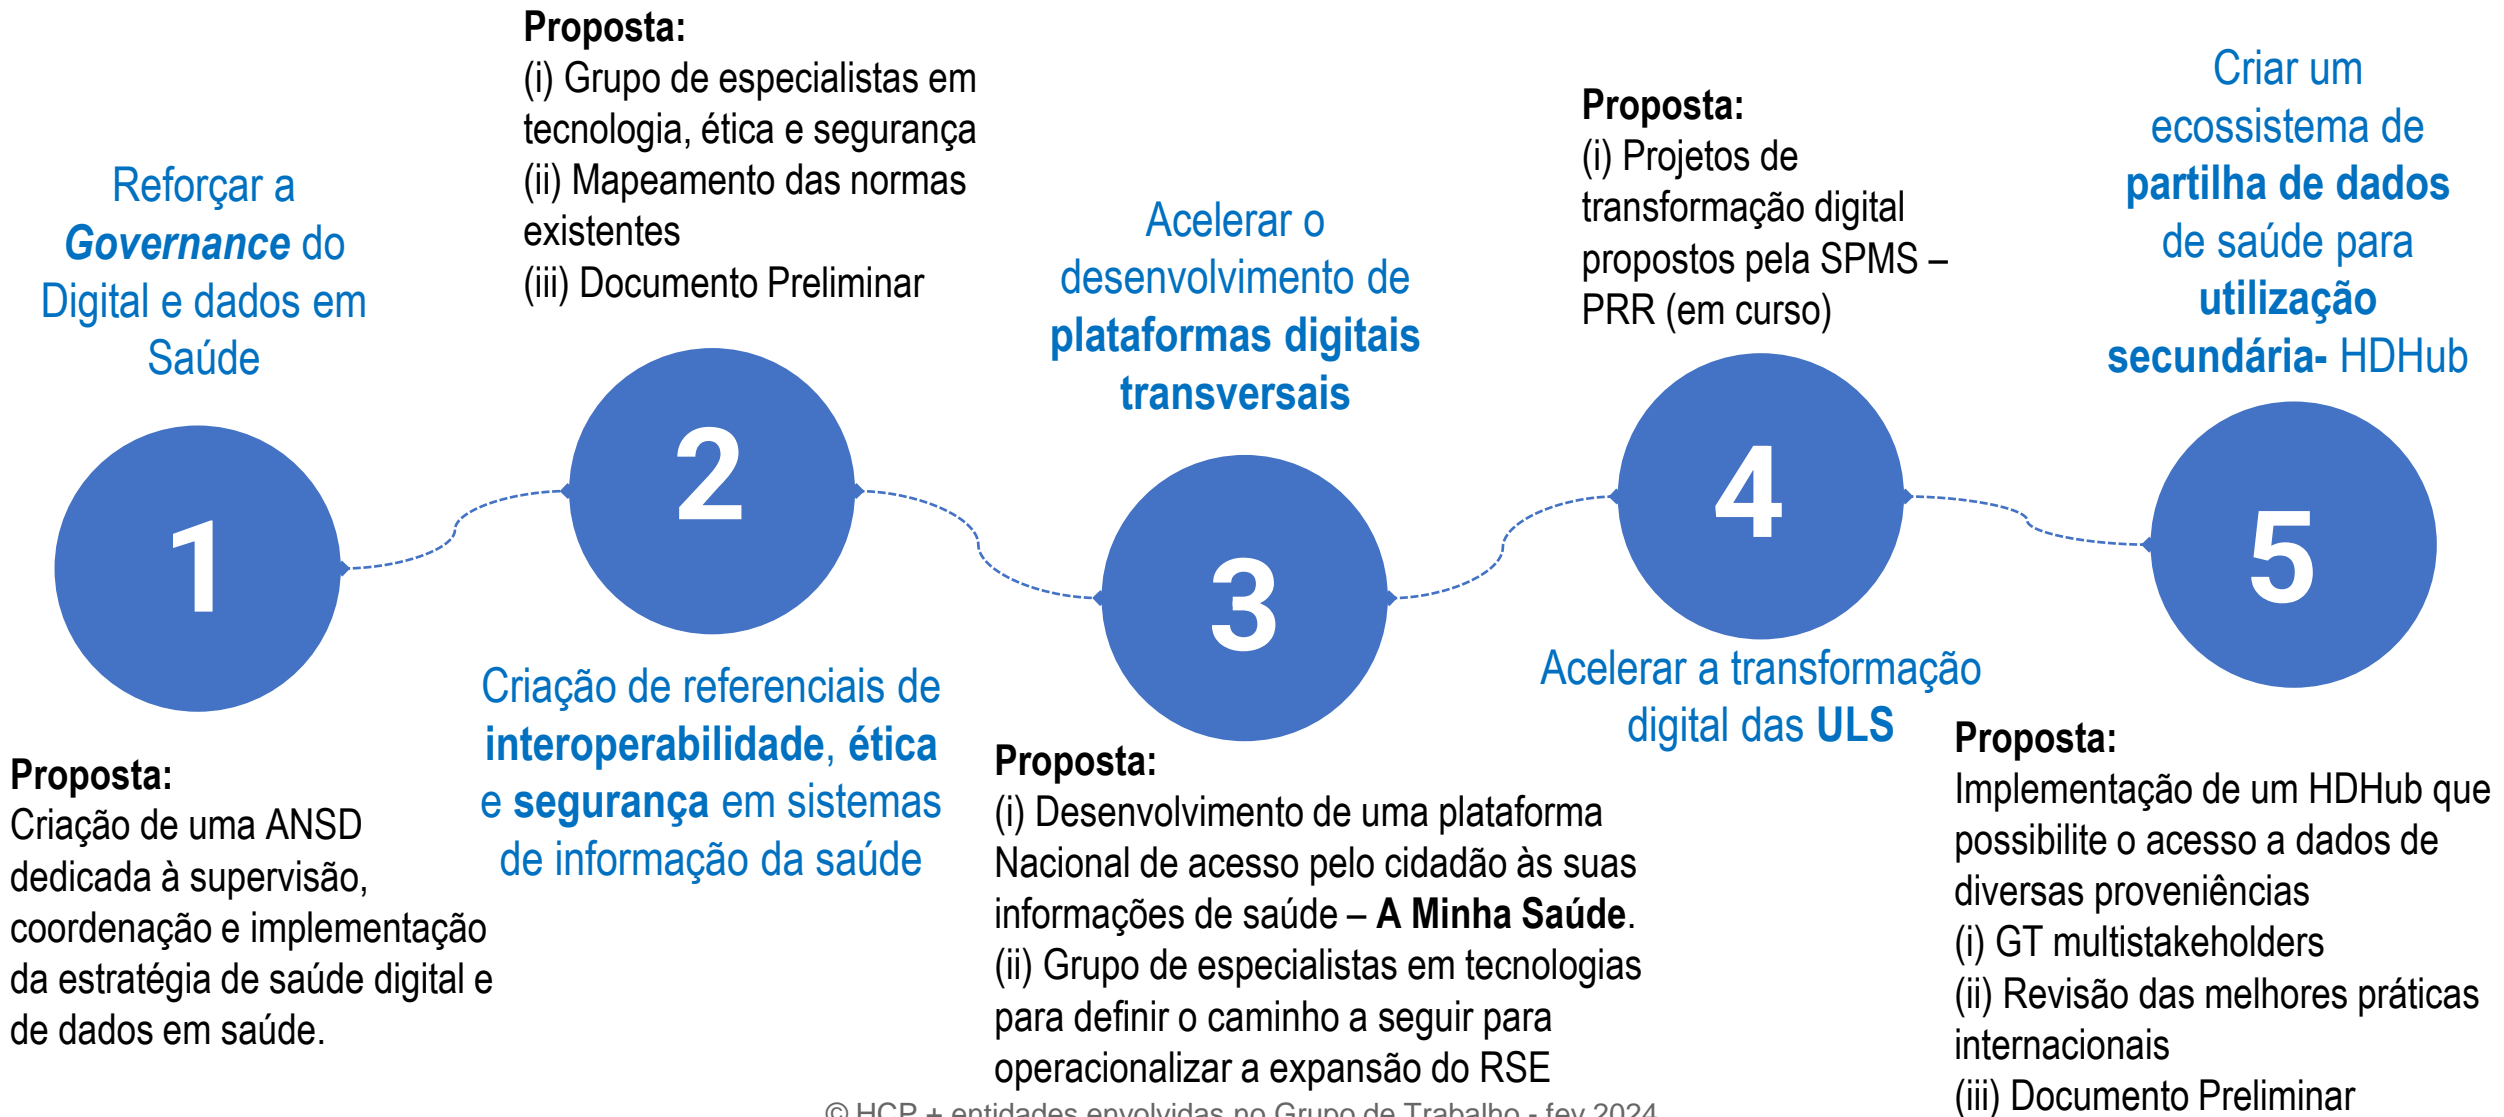 Reforçar a
Governance do
Digital e dados em
Saúde
1
Proposta:
Criação de uma ANSD
dedicada à supervisão,
coordenação e implementação
da estratégia de saúde digital e
de dados em saúde.
Proposta:
(i) Grupo de especialistas em
tecnologia, ética e segurança
(ii) Mapeamento das normas
existentes
(iii) Documento Preliminar
2
Criação de referenciais de
interoperabilidade, ética
e segurança em sistemas
de informação da saúde
Acelerar o
desenvolvimento de
plataformas digitais
transversais
3
Proposta:
(i) Desenvolvimento de uma plataforma
Nacional de acesso pelo cidadão às suas
informações de saúde – A Minha Saúde.
(ii) Grupo de especialistas em tecnologias
para definir o caminho a seguir para
operacionalizar a expansão do RSE
Proposta:
(i) Projetos de
transformação digital
propostos pela SPMS –
PRR (em curso)
4
Acelerar a transformação
digital das ULS
Criar um
ecossistema de
partilha de dados
de saúde para
utilização
secundária- HDHub
5
Proposta:
Implementação de um HDHub que
possibilite o acesso a dados de
diversas proveniências
(i) GT multistakeholders
(ii) Revisão das melhores práticas
internacionais
(iii) Documento Preliminar
© HCP + entidades envolvidas no Grupo de Trabalho - fev 2024